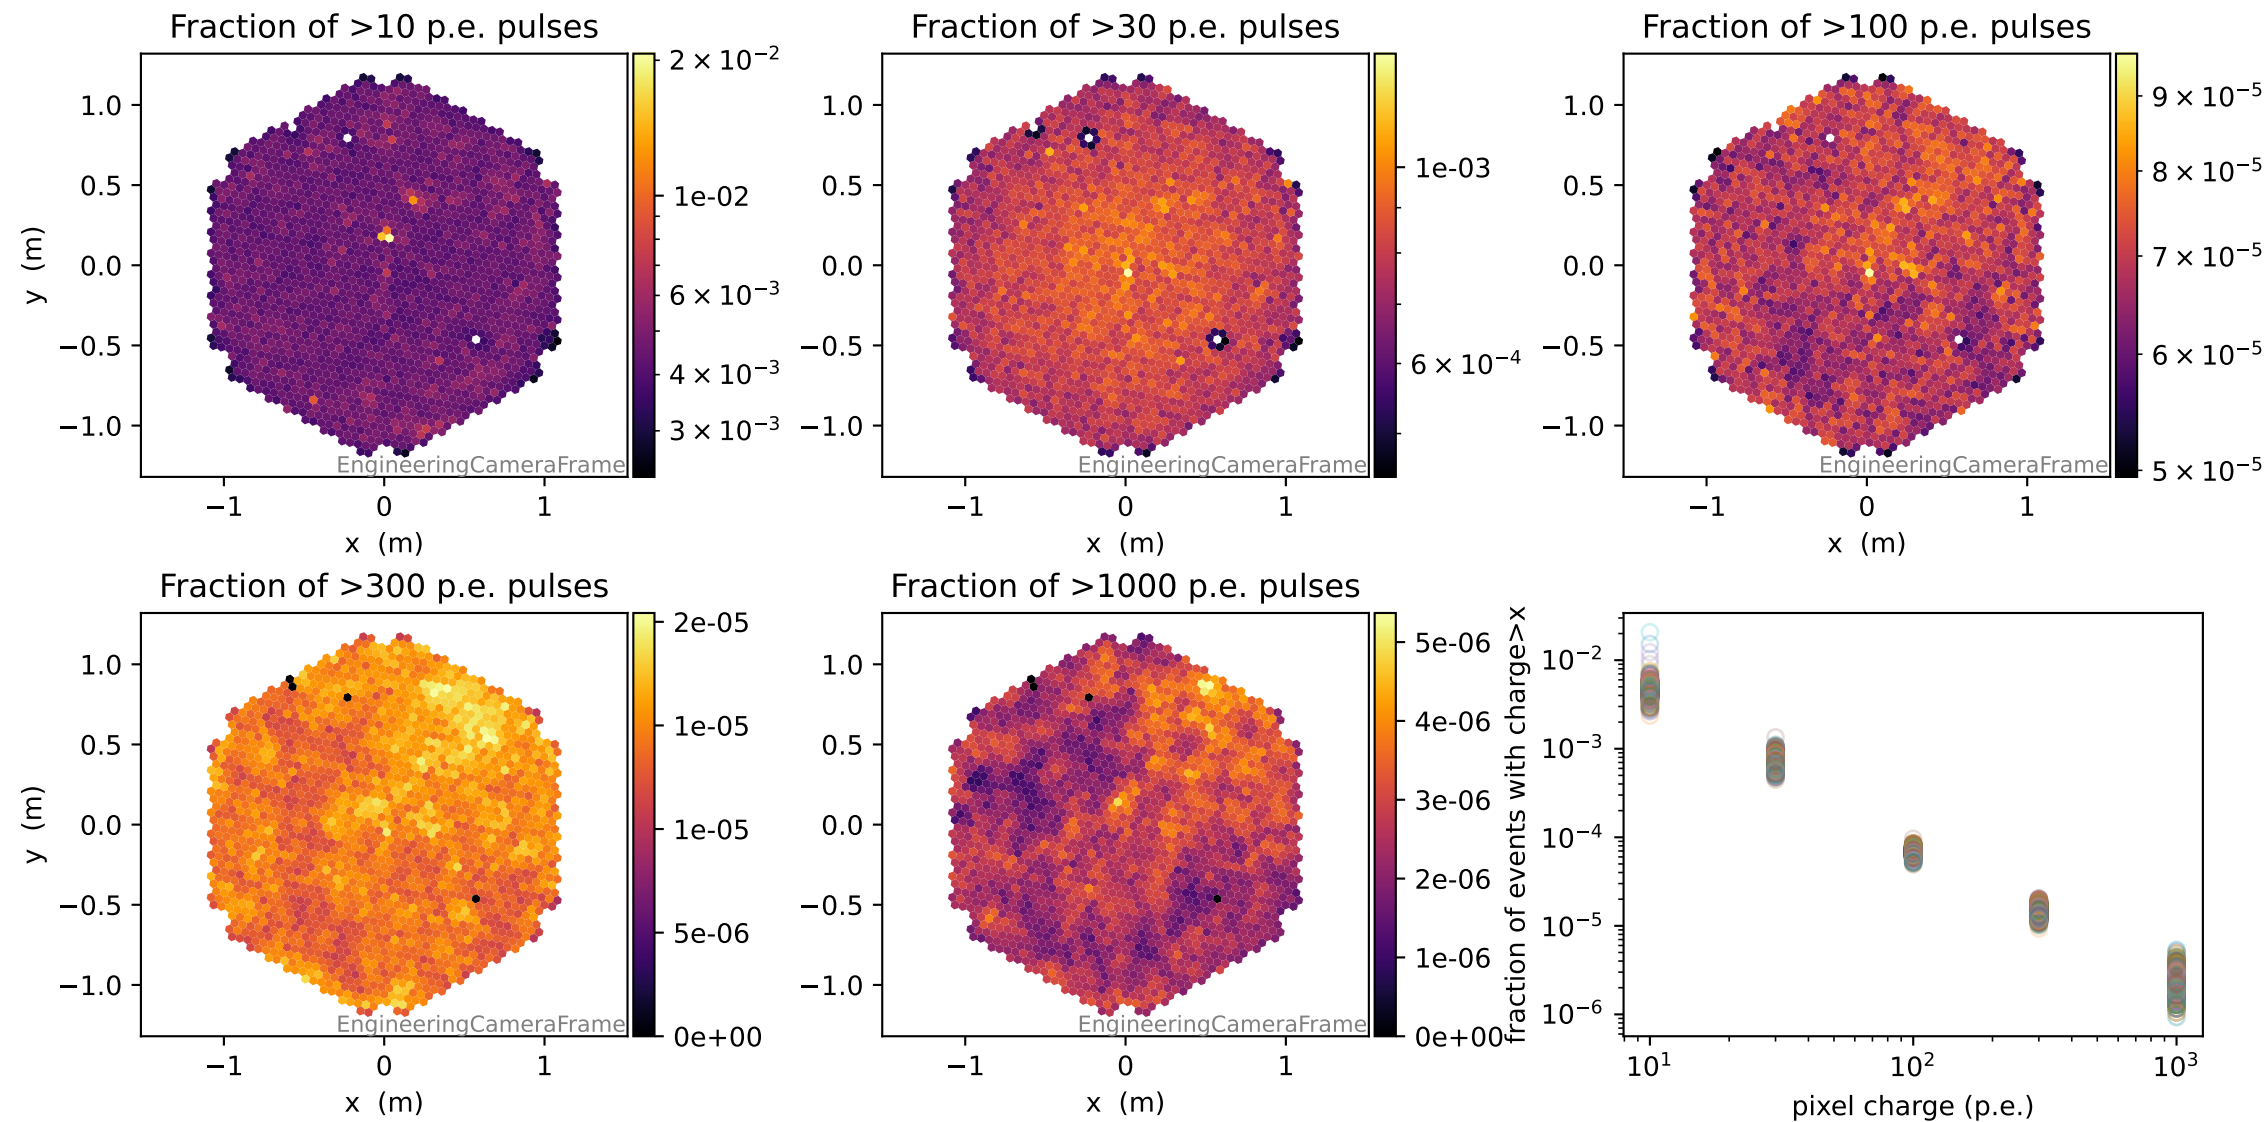 Fraction of >10 p.e. pulses
Fraction of >30 p.e. pulses
Fraction of >100 p.e. pulses
y (m)
1.0
0.5
0.0
−0.5
−1.0
−1
0
1
x (m)
EngineeringCameraFrame
2 × 10⁻²
1e-02
6 × 10⁻³
4 × 10⁻³
3 × 10⁻³
1.0
0.5
0.0
−0.5
−1.0
−1
0
1
x (m)
EngineeringCameraFrame
1e-03
6 × 10⁻⁴
1.0
0.5
0.0
−0.5
−1.0
−1
0
1
x (m)
EngineeringCameraFrame
9 × 10⁻⁵
8 × 10⁻⁵
7 × 10⁻⁵
6 × 10⁻⁵
5 × 10⁻⁵
Fraction of >300 p.e. pulses
Fraction of >1000 p.e. pulses
y (m)
1.0
0.5
0.0
−0.5
−1.0
−1
0
1
x (m)
EngineeringCameraFrame
2e-05
1e-05
1e-05
5e-06
0e+00
1.0
0.5
0.0
−0.5
−1.0
−1
0
1
x (m)
EngineeringCameraFrame
5e-06
4e-06
3e-06
2e-06
1e-06
0e+00
fraction of events with charge>x
10⁻²
10⁻³
10⁻⁴
10⁻⁵
10⁻⁶
10¹
10²
10³
pixel charge (p.e.)